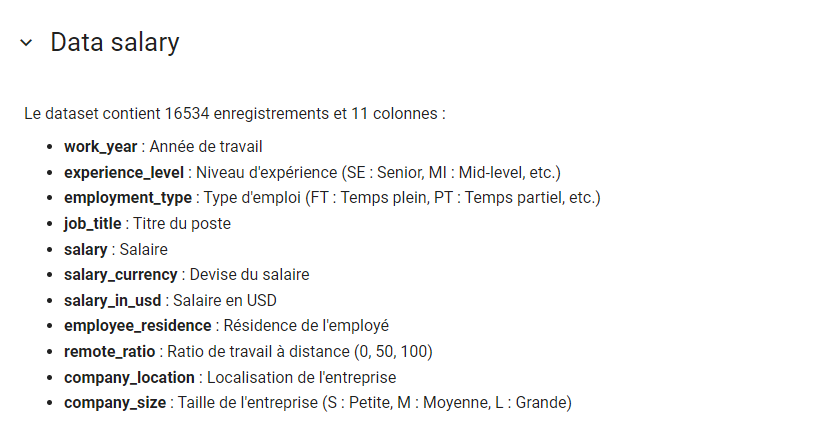 Data salary
Le dataset contient 16534 enregistrements et 11 colonnes :
• work_year : Année de travail
• experience_level : Niveau d'expérience (SE : Senior, MI : Mid-level, etc.)
• employment_type : Type d'emploi (FT : Temps plein, PT : Temps partiel, etc.)
• job_title : Titre du poste
• salary : Salaire
• salary_currency : Devise du salaire
• salary_in_usd : Salaire en USD
• employee_residence : Résidence de l'employé
• remote_ratio : Ratio de travail à distance (0, 50, 100)
• company_location : Localisation de l'entreprise
• company_size : Taille de l'entreprise (S : Petite, M : Moyenne, L : Grande)